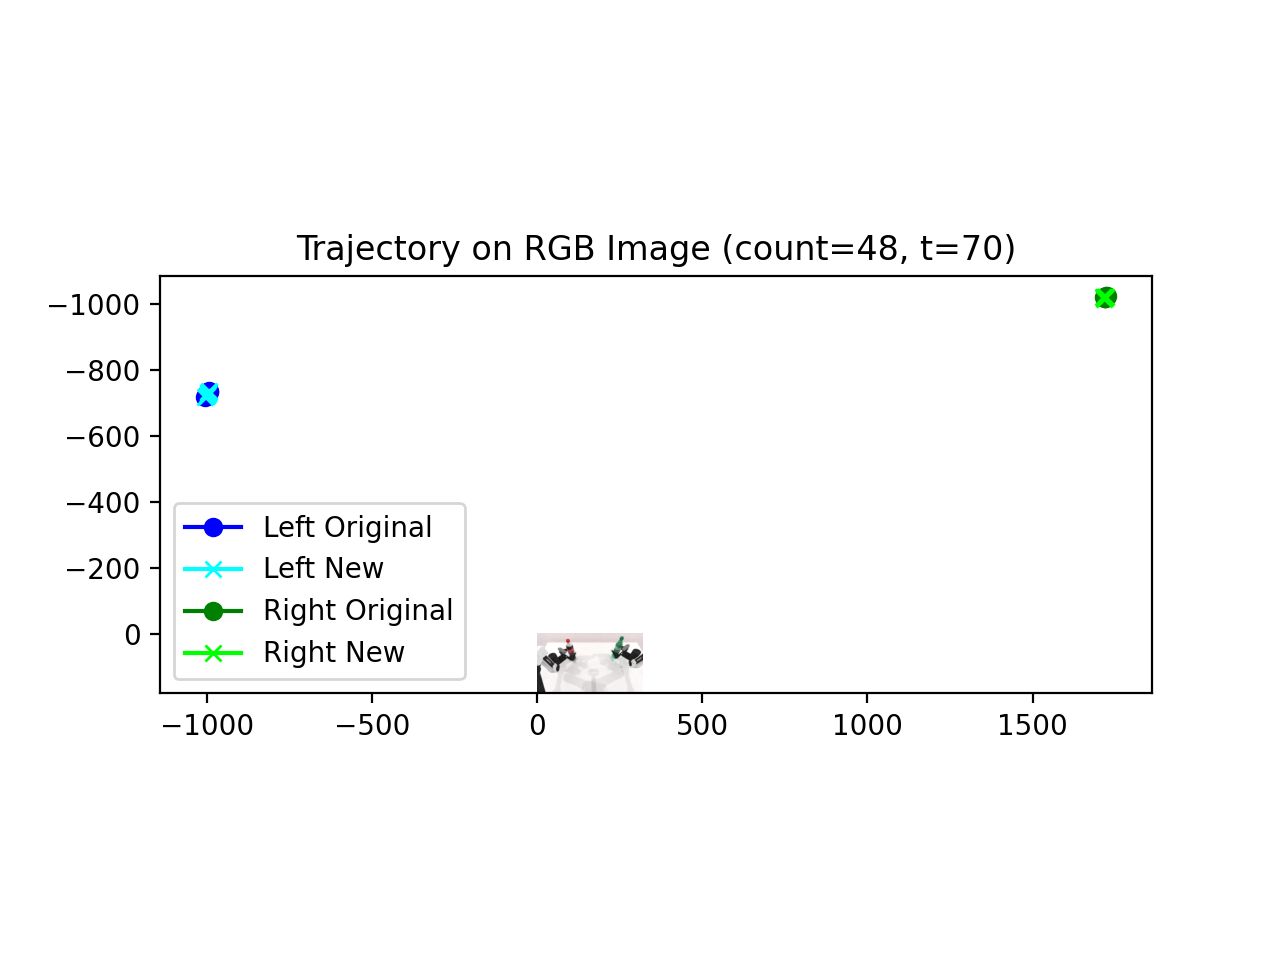 Trajectory on RGB Image (count=48, t=70)
−1000
−800
−600
−400
−200
0
Left Original
Left New
Right Original
Right New
−1000
−500
0
500
1000
1500